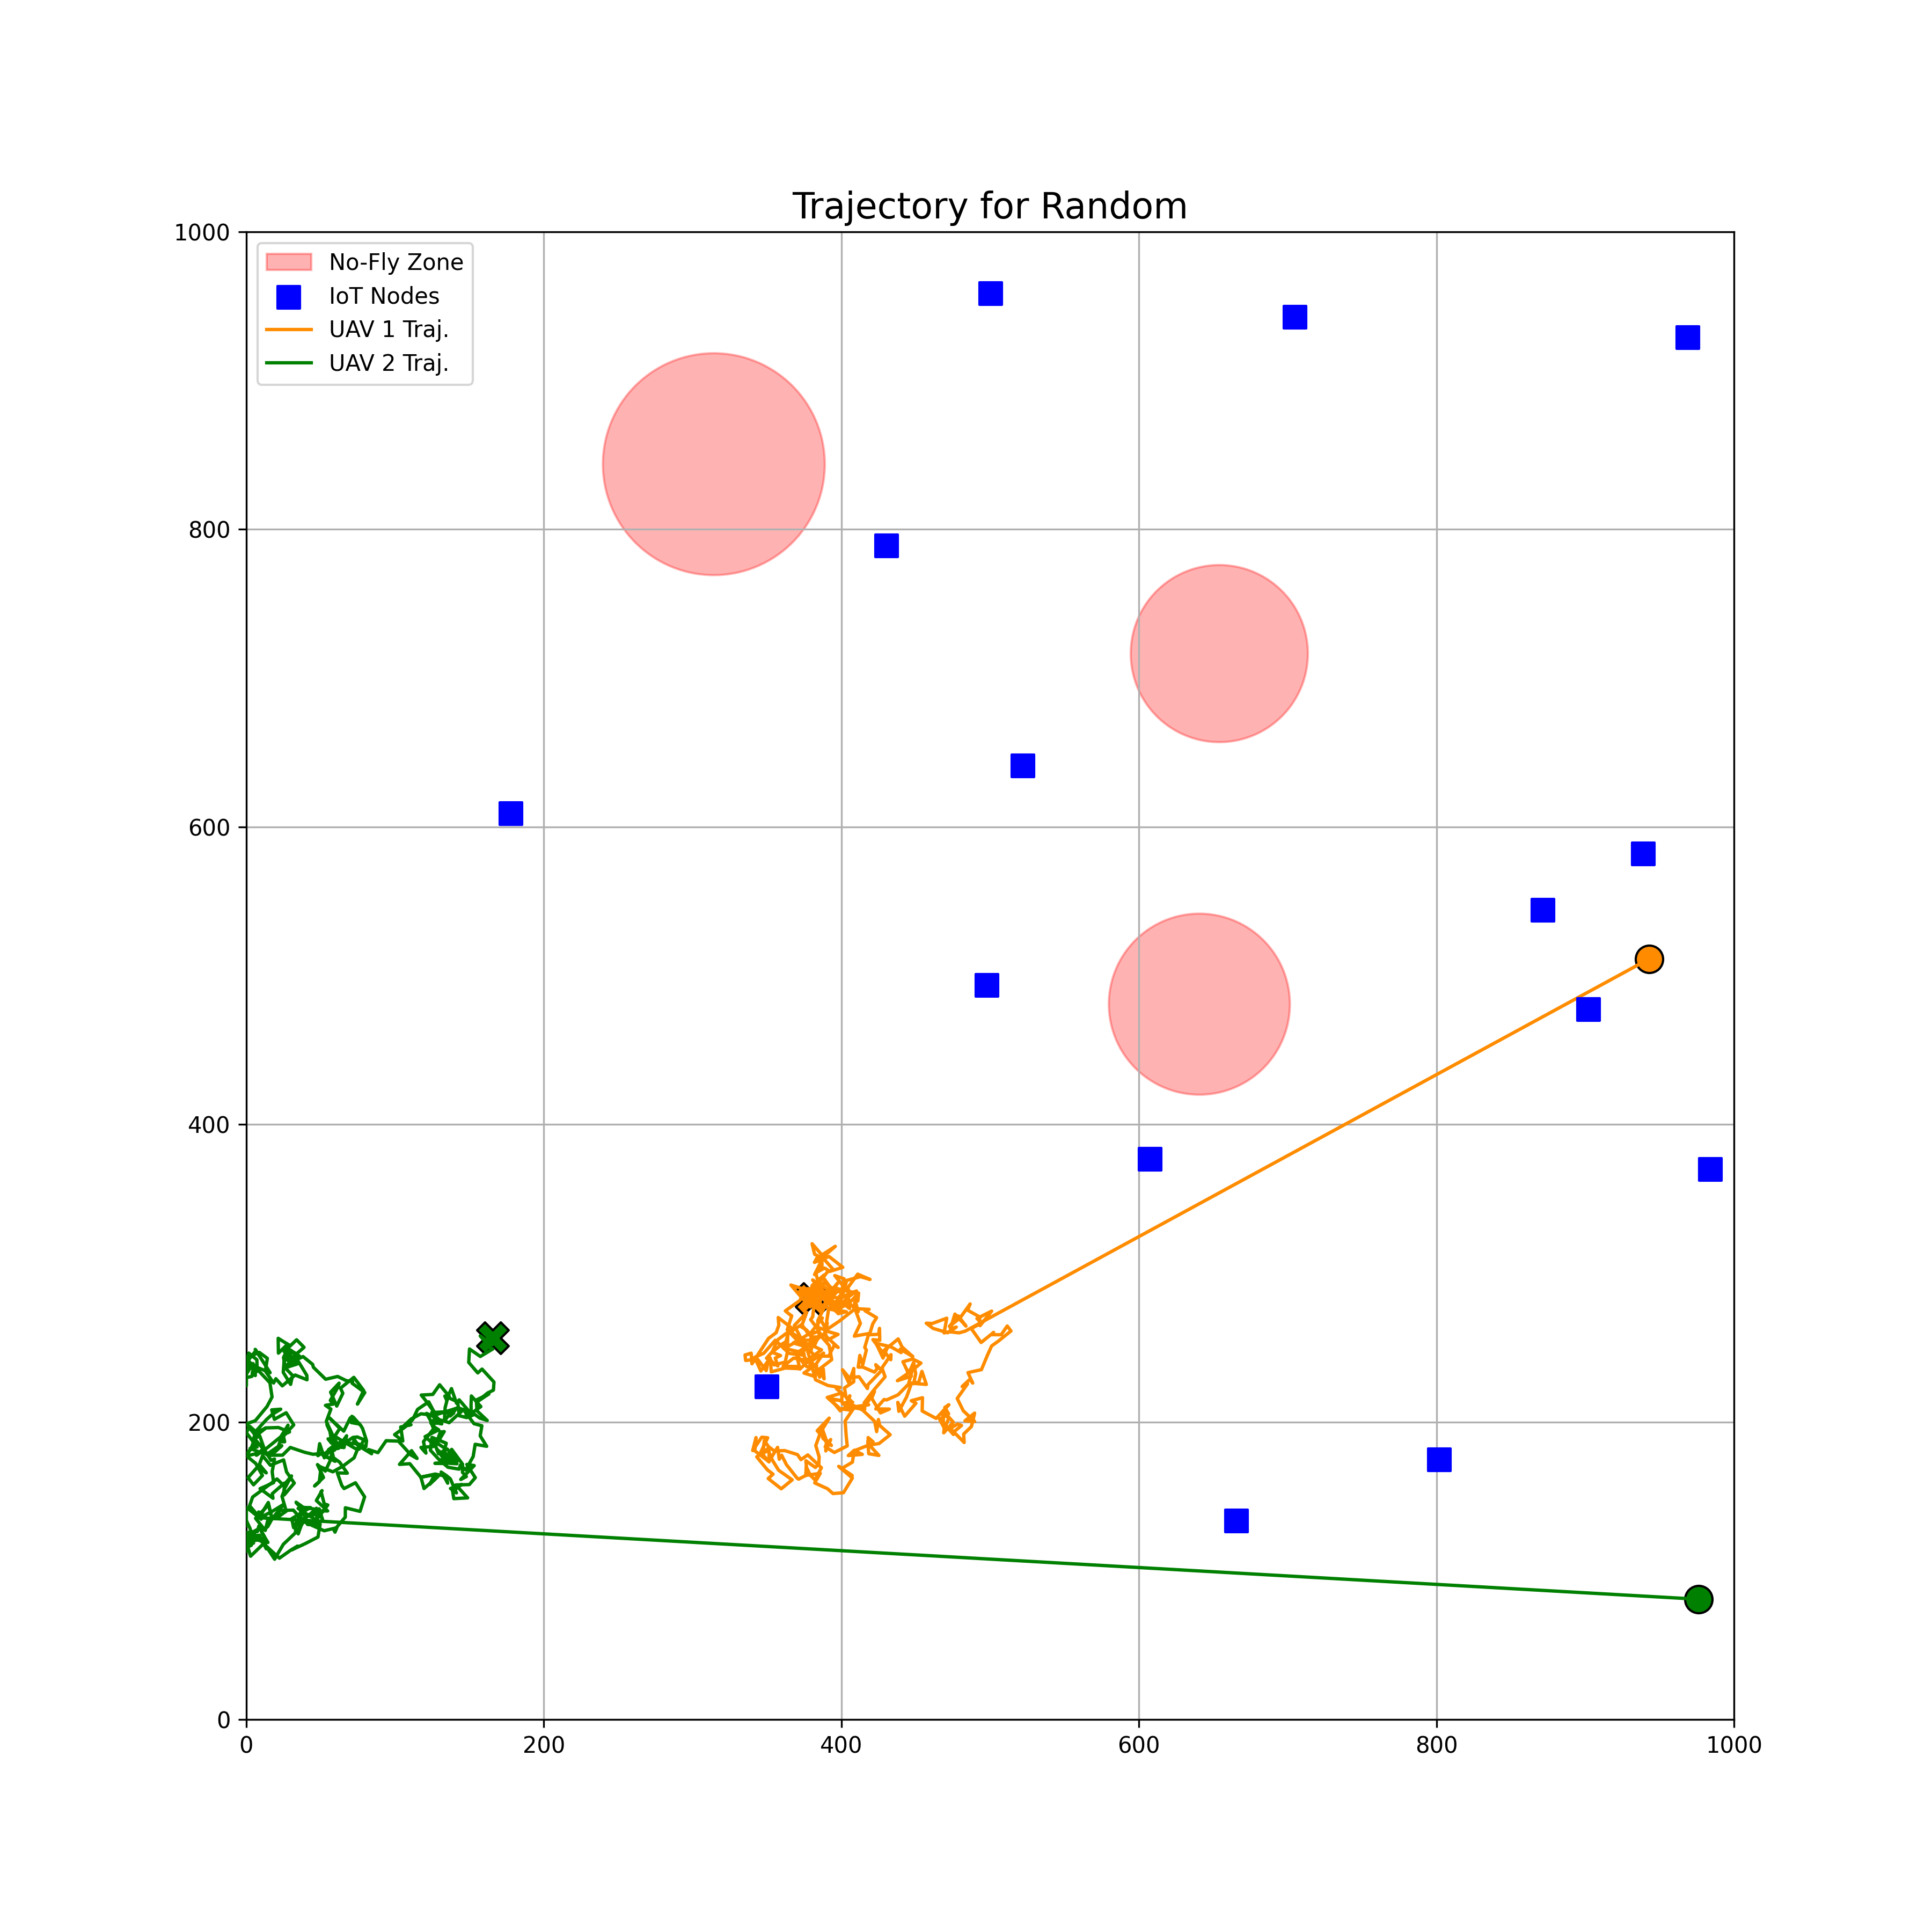 Trajectory for Random
No-Fly Zone
IoT Nodes
UAV 1 Traj.
UAV 2 Traj.
1000
800
600
400
200
0
0 200 400 600 800 1000